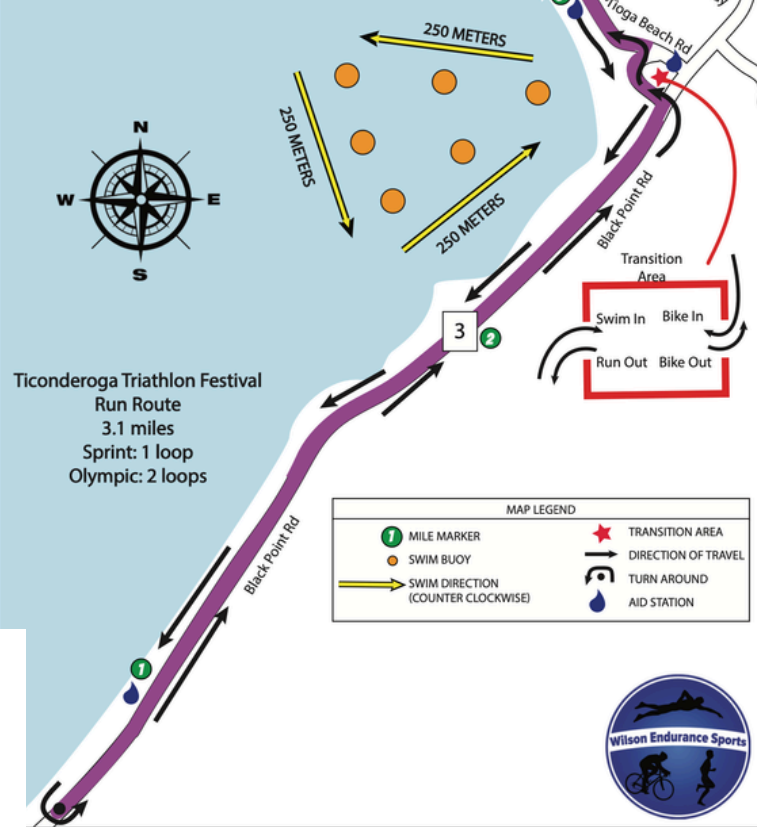 ioga Beach Rd
250 METERS
250 METERS
250 METERS
N
W
E
S
Black Point Rd
Transition
Area
Swim In
Bike In
Run Out
Bike Out
3
2
Ticonderoga Triathlon Festival
Run Route
3.1 miles
Sprint: 1 loop
Olympic: 2 loops
Black Point Rd
MAP LEGEND
1 MILE MARKER
SWIM BUOY
SWIM DIRECTION
(COUNTER CLOCKWISE)
TRANSITION AREA
DIRECTION OF TRAVEL
TURN AROUND
AID STATION
1
Wilson Endurance Sports